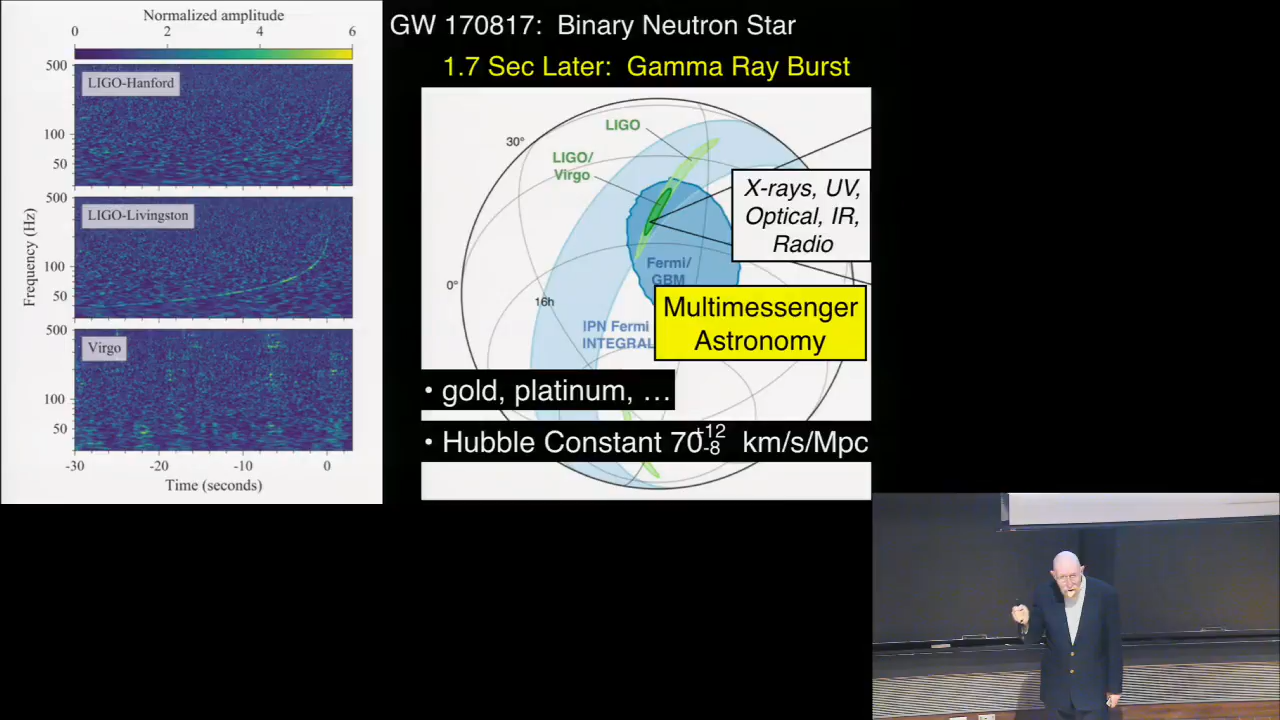 Normalized amplitude
0 2 4 6
500
LIGO-Hanford
100
50
500
LIGO-Livingston
100
50
500
Virgo
100
50
Frequency (Hz)
-30 -20 -10 0
Time (seconds)
GW 170817: Binary Neutron Star
1.7 Sec Later: Gamma Ray Burst
LIGO
30°
LIGO/
Virgo
X-rays, UV,
Optical, IR,
Radio
Fermi/
GBM
0°
16h
Multimessenger
Astronomy
IPN Fermi
INTEGRAL
• gold, platinum, …
• Hubble Constant 70+12-8 km/s/Mpc